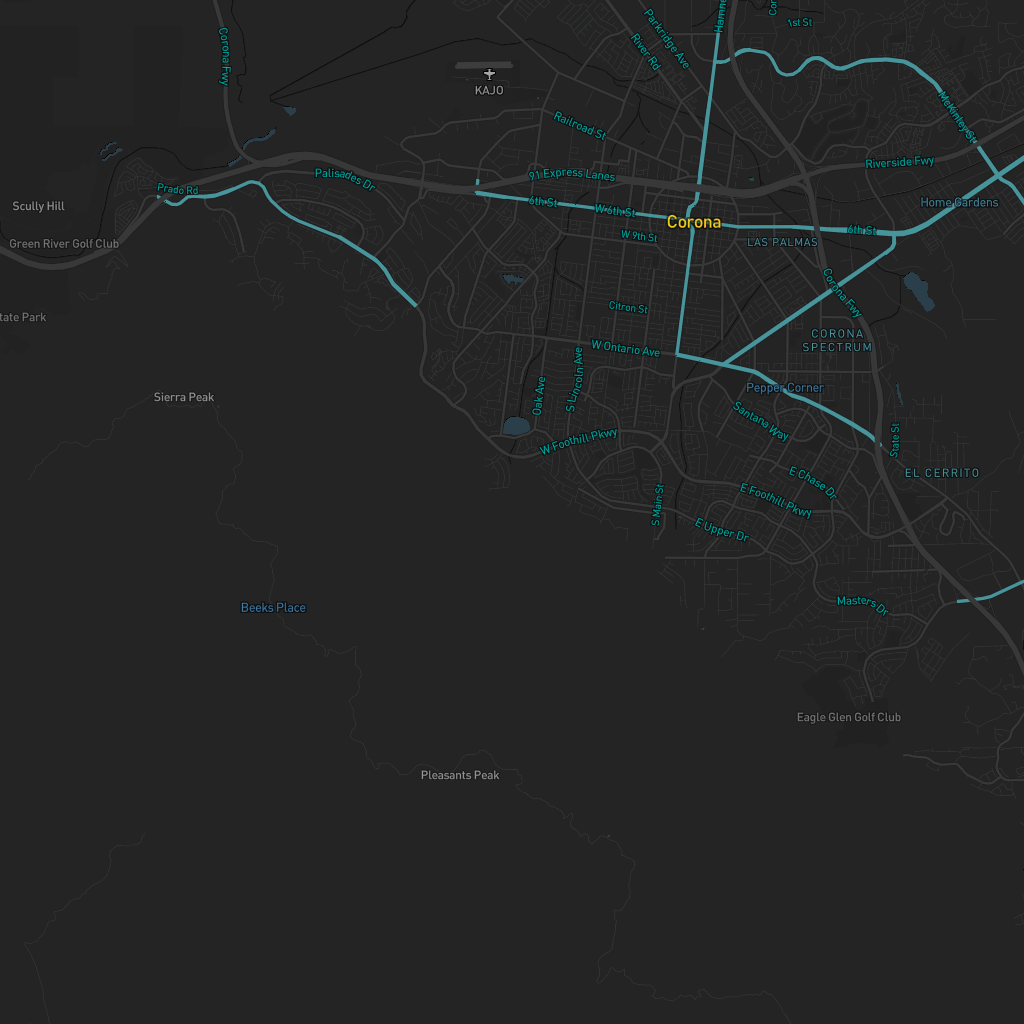 Corona Fwy
Hamne
1st St
Parkridge Ave
River Rd
KAJO
McKinley St
Railroad St
Riverside Fwy
91 Express Lanes
Palisades Dr
Prado Rd
6th St
W 6th St
Scully Hill
Home Gardens
Corona
6th St
W 9th St
LAS PALMAS
Green River Golf Club
Corona Fwy
Citron St
tate Park
CORONA
SPECTRUM
W Ontario Ave
S Lincoln Ave
Oak Ave
Pepper Corner
Sierra Peak
Santana Way
State St
W Foothill Pkwy
EL CERRITO
E Chase Dr
E Foothill Pkwy
S Main St
E Upper Dr
Masters Dr
Beeks Place
Eagle Glen Golf Club
Pleasants Peak